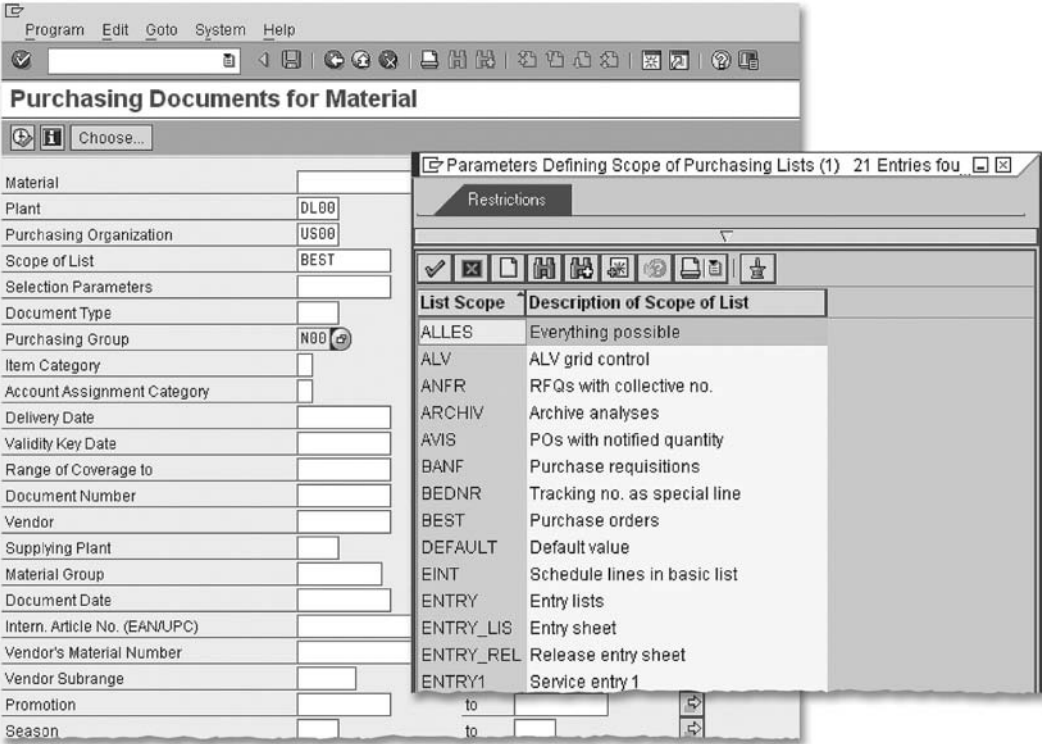 Program Edit Goto System Help
Purchasing Documents for Material
Choose...
Material
Plant DL00
Purchasing Organization US00
Scope of List BEST
Selection Parameters
Document Type
Purchasing Group N00
Item Category
Account Assignment Category
Delivery Date
Validity Key Date
Range of Coverage to
Document Number
Vendor
Supplying Plant
Material Group
Document Date
Intern. Article No. (EAN/UPC)
Vendor's Material Number
Vendor Subrange
Promotion to
Season to
Parameters Defining Scope of Purchasing Lists (1) 21 Entries fou
Restrictions
List Scope Description of Scope of List
ALLES Everything possible
ALV ALV grid control
ANFR RFQs with collective no.
ARCHIV Archive analyses
AVIS POs with notified quantity
BANF Purchase requisitions
BEDNR Tracking no. as special line
BEST Purchase orders
DEFAULT Default value
EINT Schedule lines in basic list
ENTRY Entry lists
ENTRY_LIS Entry sheet
ENTRY_REL Release entry sheet
ENTRY1 Service entry 1